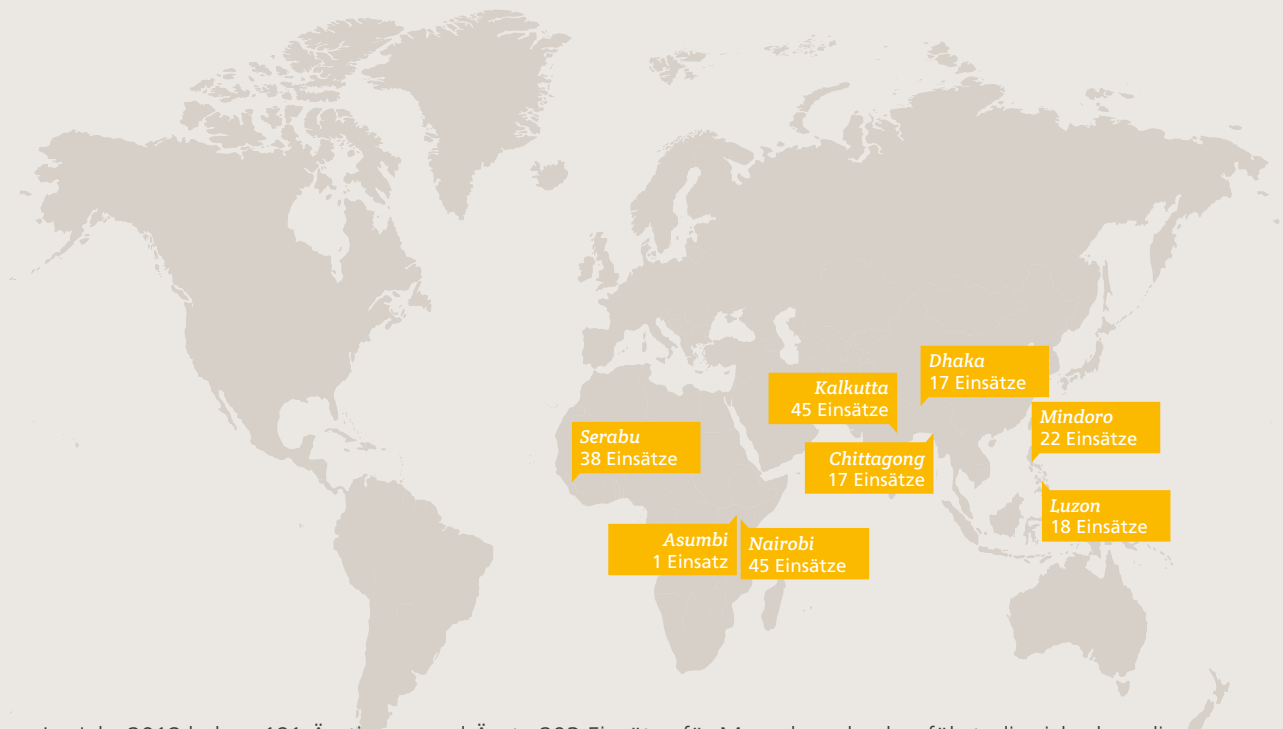 Dhaka
17 Einsätze
Kalkutta
45 Einsätze
Mindoro
22 Einsätze
Serabu
38 Einsätze
Chittagong
17 Einsätze
Luzon
18 Einsätze
Asumbi
1 Einsatz
Nairobi
45 Einsätze